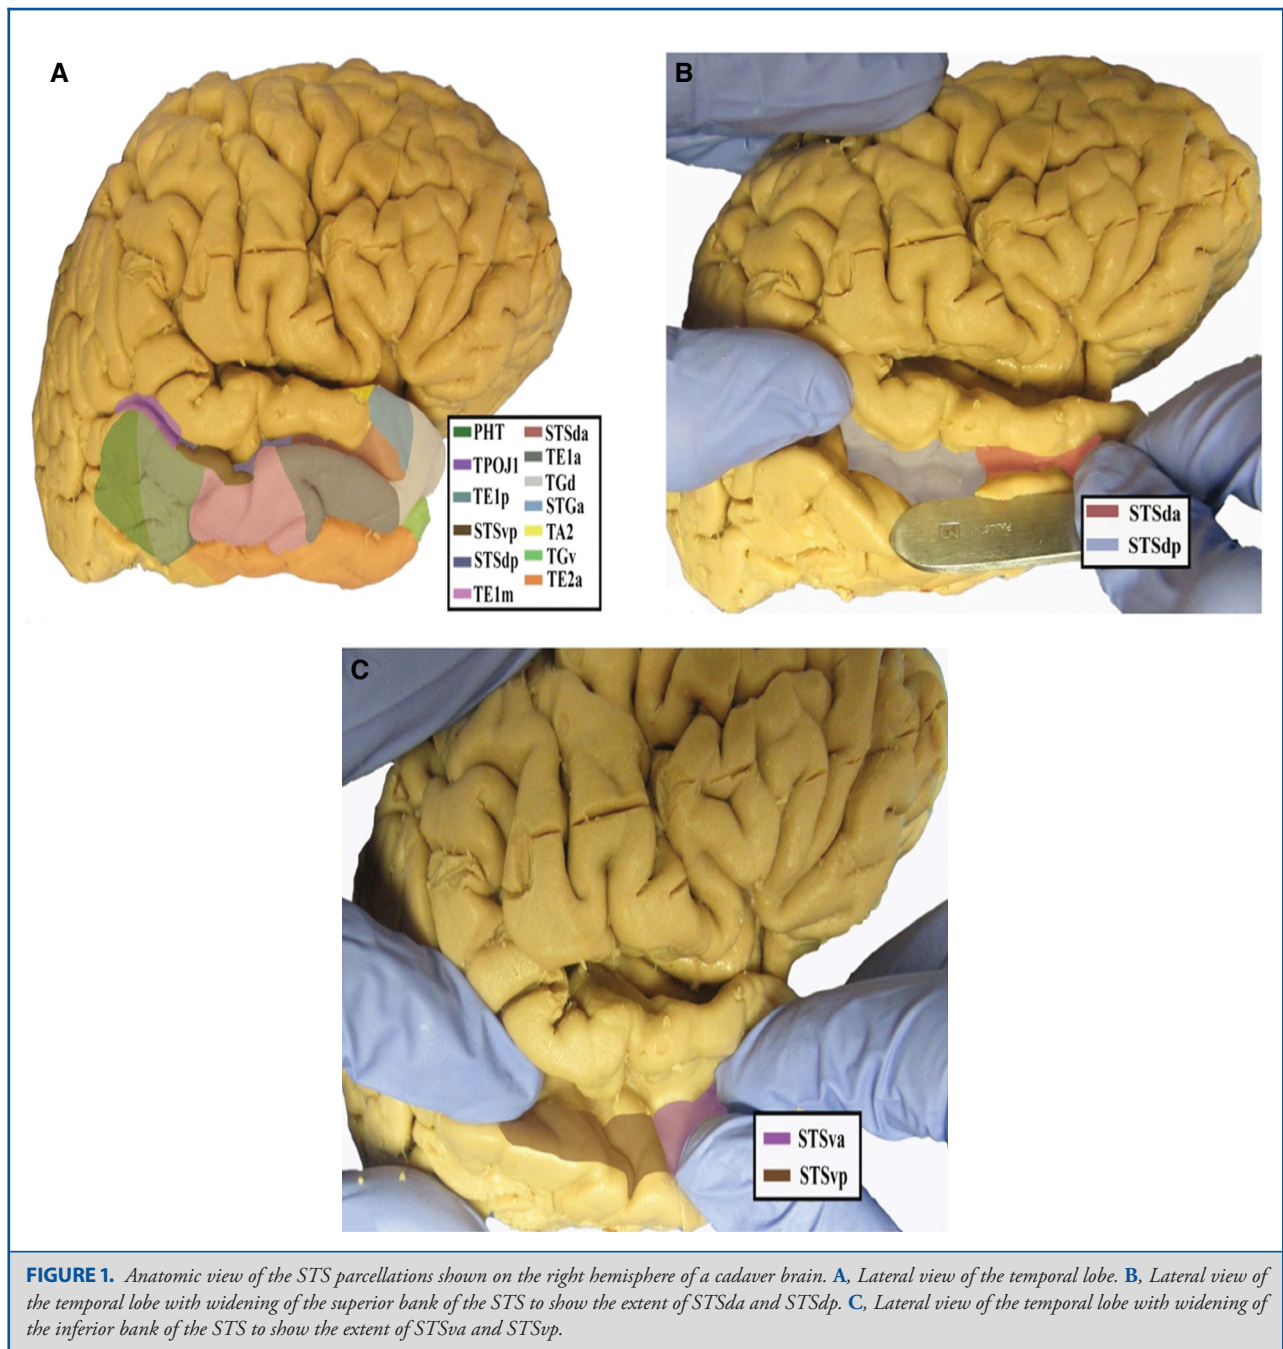 A
B
PHT
TPOJ1
TE1p
STSvp
STSdp
TE1m
STSda
TE1a
TGd
STGa
TA2
TGv
TE2a
STSda
STSdp
C
STSva
STSvp
FIGURE 1. Anatomic view of the STS parcellations shown on the right hemisphere of a cadaver brain. A, Lateral view of the temporal lobe. B, Lateral view of
the temporal lobe with widening of the superior bank of the STS to show the extent of STSda and STSdp. C, Lateral view of the temporal lobe with widening of
the inferior bank of the STS to show the extent of STSva and STSvp.